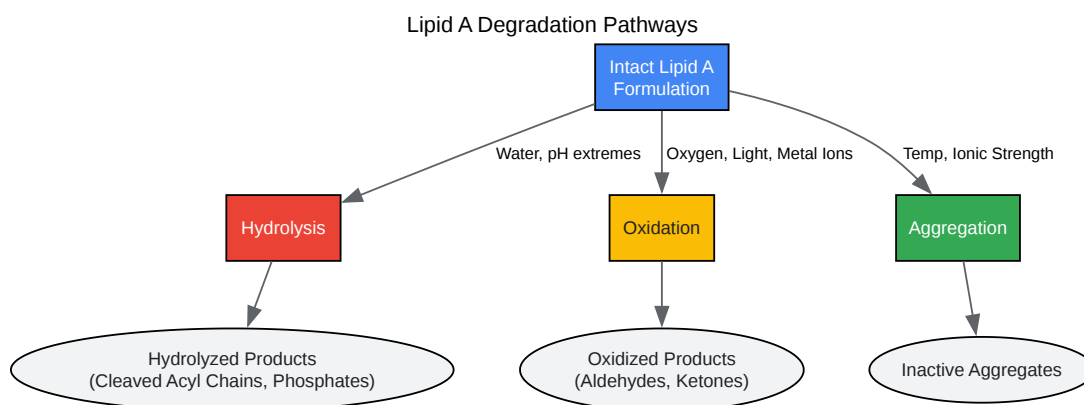 Lipid A Degradation Pathways
Intact Lipid A
Formulation
Water, pH extremes
Oxygen, Light, Metal Ions
Temp, Ionic Strength
Hydrolysis
Oxidation
Aggregation
Hydrolyzed Products
(Cleaved Acyl Chains, Phosphates)
Oxidized Products
(Aldehydes, Ketones)
Inactive Aggregates